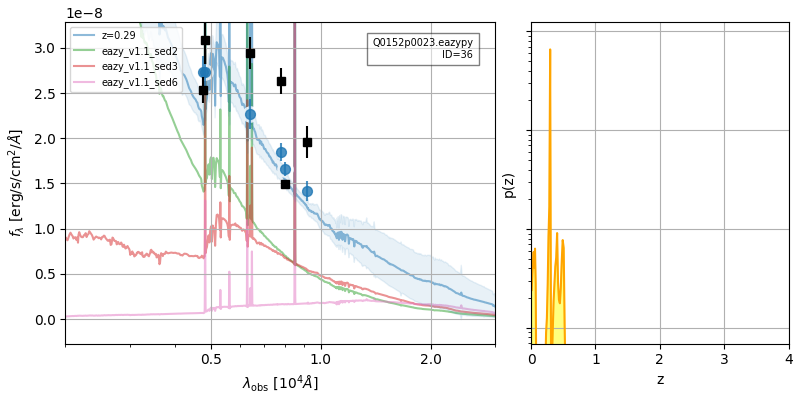 1e−8
z=0.29
eazy_v1.1_sed2
eazy_v1.1_sed3
eazy_v1.1_sed6
Q0152p0023.eazypy
ID=36
3.0
2.5
2.0
1.5
1.0
0.5
0.0
fλ [erg/s/cm²/Å]
0.5
1.0
2.0
λobs [10⁴Å]
p(z)
0
1
2
3
4
z